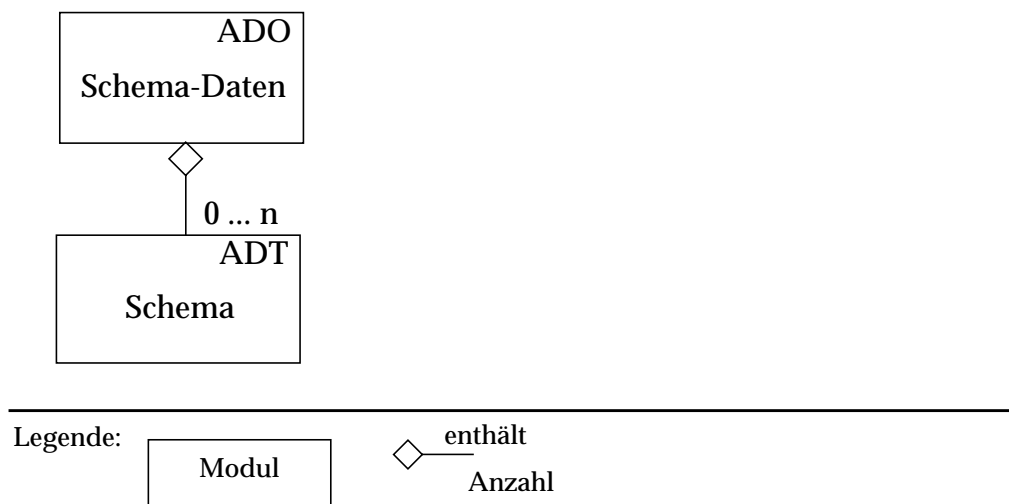 ADO
Schema-Daten
0 ... n
ADT
Schema
Legende:
Modul
enthält
Anzahl